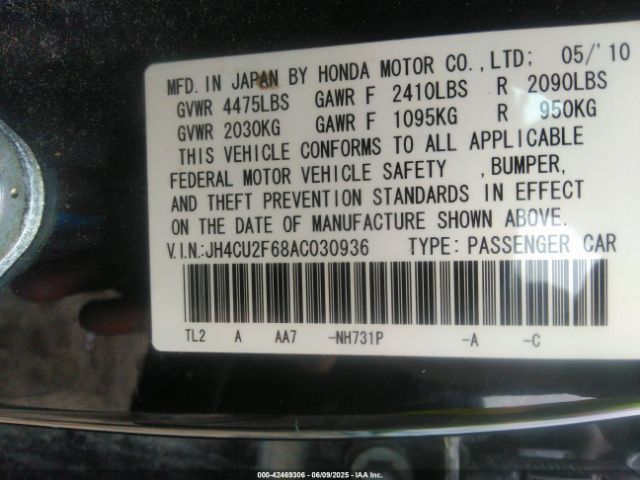 MFD. IN JAPAN BY HONDA MOTOR CO.,LTD; 05/'10
GVWR 4475LBS GAWR F 2410LBS R 2090LBS
GVWR 2030KG GAWR F 1095KG R 950KG
THIS VEHICLE CONFORMS TO ALL APPLICABLE
FEDERAL MOTOR VEHICLE SAFETY ,BUMPER,
AND THEFT PREVENTION STANDARDS IN EFFECT
ON THE DATE OF MANUFACTURE SHOWN ABOVE.
V.I.N.:JH4CU2F68AC030936 TYPE: PASSENGER CAR
TL2 A AA7 -NH731P -A -C
000-42469306 - 06/09/2025 - IAA Inc.